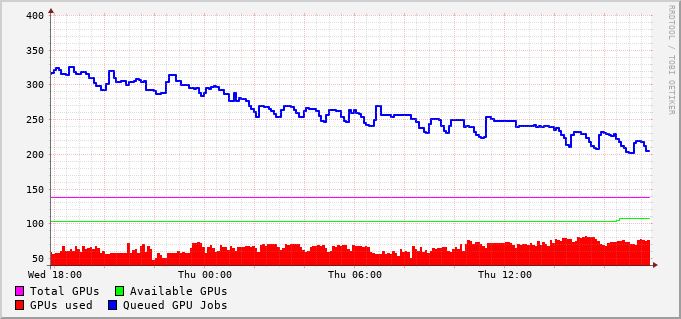 RRDTOOL / TOBI OETIKER
400
350
300
250
200
150
100
50
Wed 18:00 Thu 00:00 Thu 06:00 Thu 12:00
Total GPUs Available GPUs
GPUs used Queued GPU Jobs